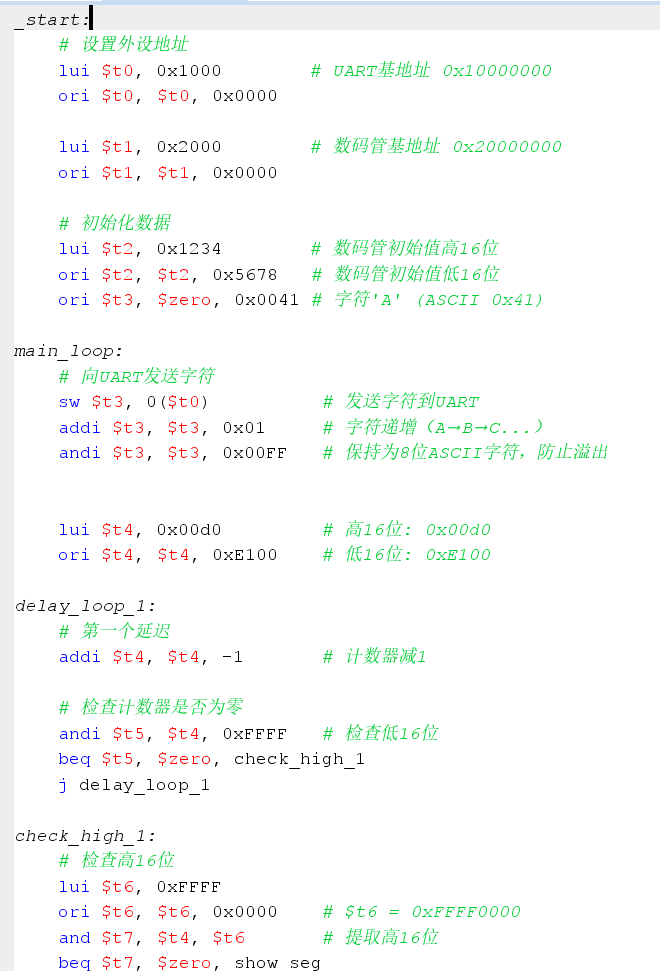 _start:
# 设置外设地址
lui $t0, 0x1000 # UART基地址 0x10000000
ori $t0, $t0, 0x0000
lui $t1, 0x2000 # 数码管基地址 0x20000000
ori $t1, $t1, 0x0000
# 初始化数据
lui $t2, 0x1234 # 数码管初始值高16位
ori $t2, $t2, 0x5678 # 数码管初始值低16位
ori $t3, $zero, 0x0041 # 字符'A' (ASCII 0x41)
main_loop:
# 向UART发送字符
sw $t3, 0($t0) # 发送字符到UART
addi $t3, $t3, 0x01 # 字符递增（A→B→C...）
andi $t3, $t3, 0x00FF # 保持为8位ASCII字符，防止溢出
lui $t4, 0x00d0 # 高16位: 0x00d0
ori $t4, $t4, 0xE100 # 低16位: 0xE100
delay_loop_1:
# 第一个延迟
addi $t4, $t4, -1 # 计数器减1
# 检查计数器是否为零
andi $t5, $t4, 0xFFFF # 检查低16位
beq $t5, $zero, check_high_1
j delay_loop_1
check_high_1:
# 检查高16位
lui $t6, 0xFFFF
ori $t6, $t6, 0x0000 # $t6 = 0xFFFF0000
and $t7, $t4, $t6 # 提取高16位
beq $t7, $zero, show seg